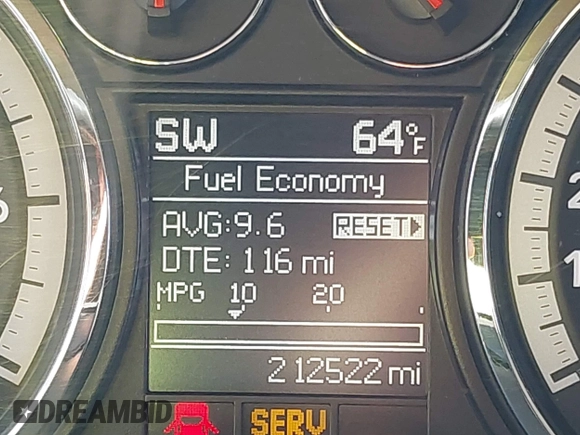 SW 64°F
Fuel Economy
AVG:9.6 RESET
DTE: 116 mi
MPG 10 20
212522 mi
SERV
DREAMBID